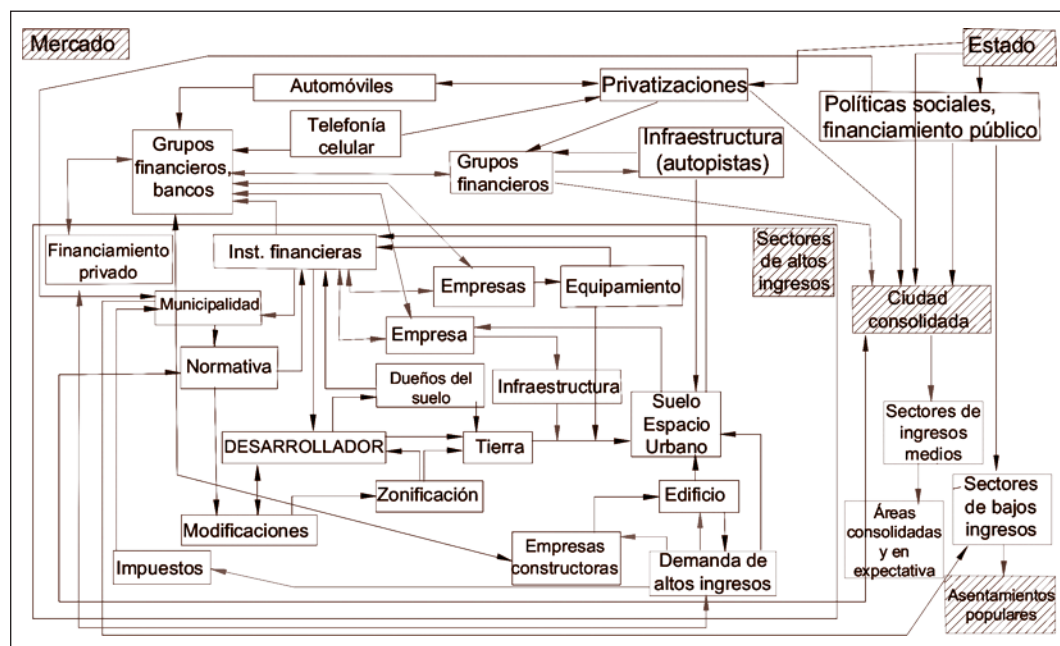 Mercado
Estado
Automóviles
Privatizaciones
Políticas sociales,
financiamiento público
Telefonía
celular
Infraestructura
(autopistas)
Grupos
financieros,
bancos
Grupos
financieros
Financiamiento
privado
Inst. financieras
Sectores
de altos
ingresos
Empresas
Equipamiento
Municipalidad
Ciudad
consolidada
Empresa
Normativa
Dueños del
suelo
Infraestructura
Suelo
Espacio
Urbano
Sectores de
ingresos
medios
DESARROLLADOR
Tierra
Zonificación
Edificio
Sectores
de bajos
ingresos
Modificaciones
Áreas
consolidadas
y en
expectativa
Empresas
constructoras
Impuestos
Demanda de
altos ingresos
Asentamientos
populares